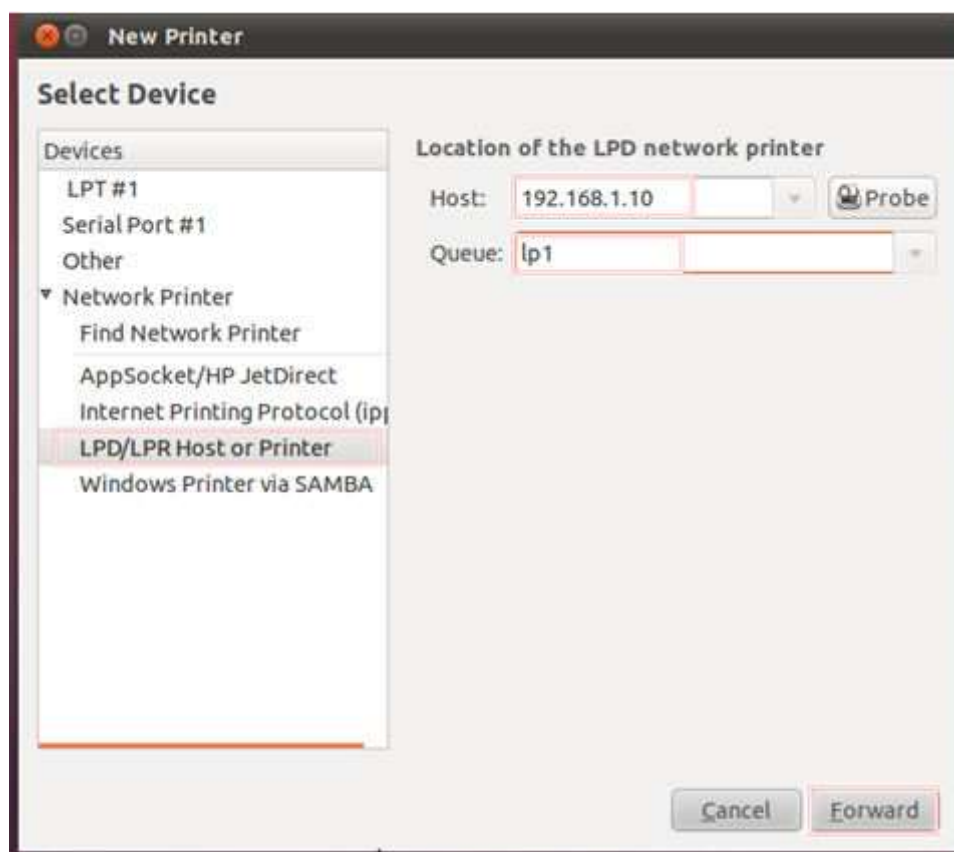 New Printer
Select Device
Devices
LPT #1
Serial Port #1
Other
Network Printer
Find Network Printer
AppSocket/HP JetDirect
Internet Printing Protocol (ipp
LPD/LPR Host or Printer
Windows Printer via SAMBA
Location of the LPD network printer
Host: 192.168.1.10 Probe
Queue: lp1
Cancel Forward